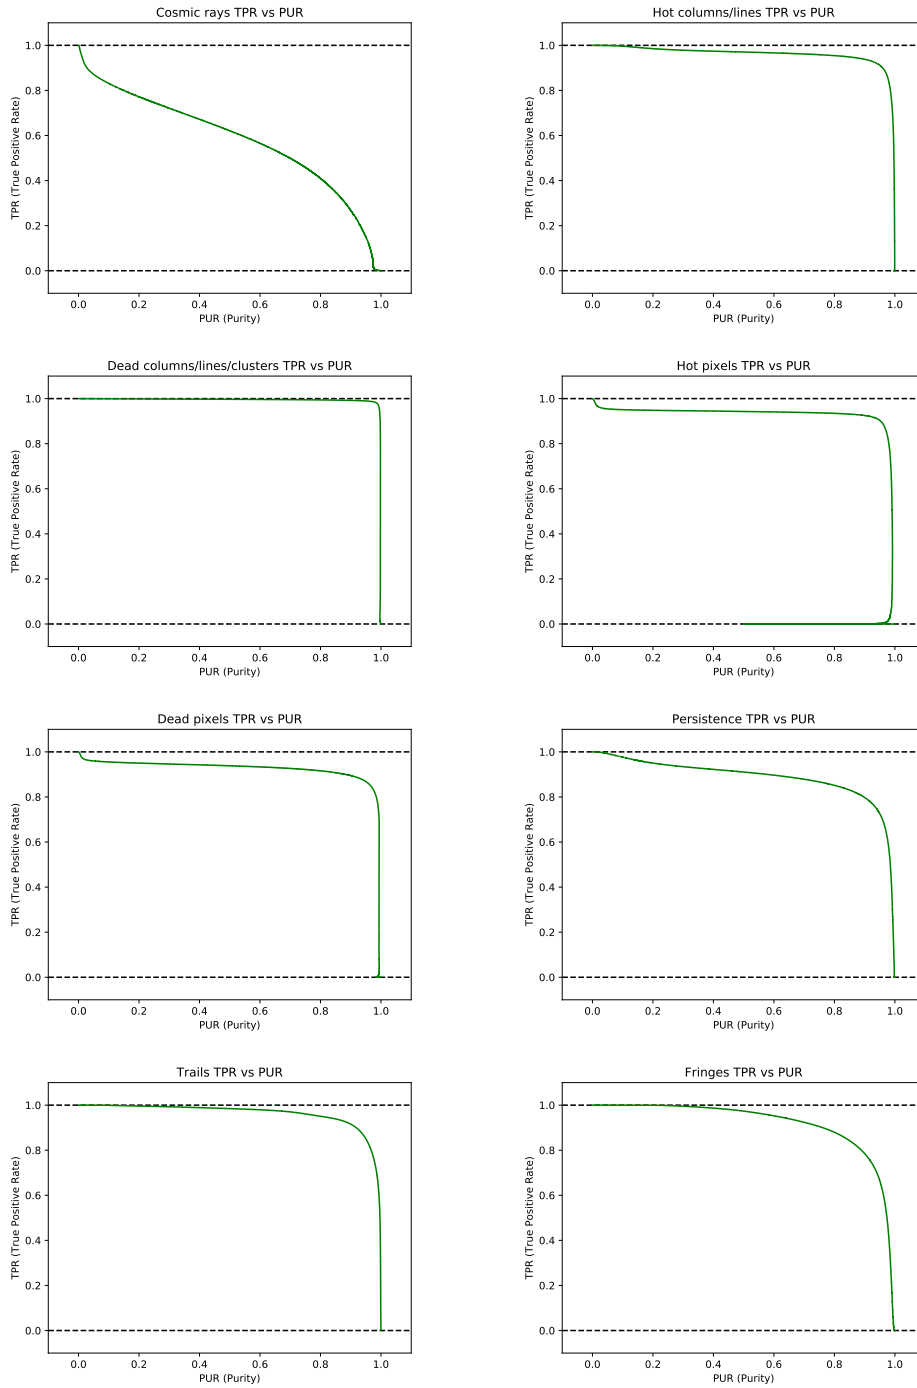 Cosmic rays TPR vs PUR
TPR (True Positive Rate)
1.0
0.8
0.6
0.4
0.2
0.0
0.0 0.2 0.4 0.6 0.8 1.0
PUR (Purity)
Hot columns/lines TPR vs PUR
TPR (True Positive Rate)
1.0
0.8
0.6
0.4
0.2
0.0
0.0 0.2 0.4 0.6 0.8 1.0
PUR (Purity)
Dead columns/lines/clusters TPR vs PUR
TPR (True Positive Rate)
1.0
0.8
0.6
0.4
0.2
0.0
0.0 0.2 0.4 0.6 0.8 1.0
PUR (Purity)
Hot pixels TPR vs PUR
TPR (True Positive Rate)
1.0
0.8
0.6
0.4
0.2
0.0
0.0 0.2 0.4 0.6 0.8 1.0
PUR (Purity)
Dead pixels TPR vs PUR
TPR (True Positive Rate)
1.0
0.8
0.6
0.4
0.2
0.0
0.0 0.2 0.4 0.6 0.8 1.0
PUR (Purity)
Persistence TPR vs PUR
TPR (True Positive Rate)
1.0
0.8
0.6
0.4
0.2
0.0
0.0 0.2 0.4 0.6 0.8 1.0
PUR (Purity)
Trails TPR vs PUR
TPR (True Positive Rate)
1.0
0.8
0.6
0.4
0.2
0.0
0.0 0.2 0.4 0.6 0.8 1.0
PUR (Purity)
Fringes TPR vs PUR
TPR (True Positive Rate)
1.0
0.8
0.6
0.4
0.2
0.0
0.0 0.2 0.4 0.6 0.8 1.0
PUR (Purity)